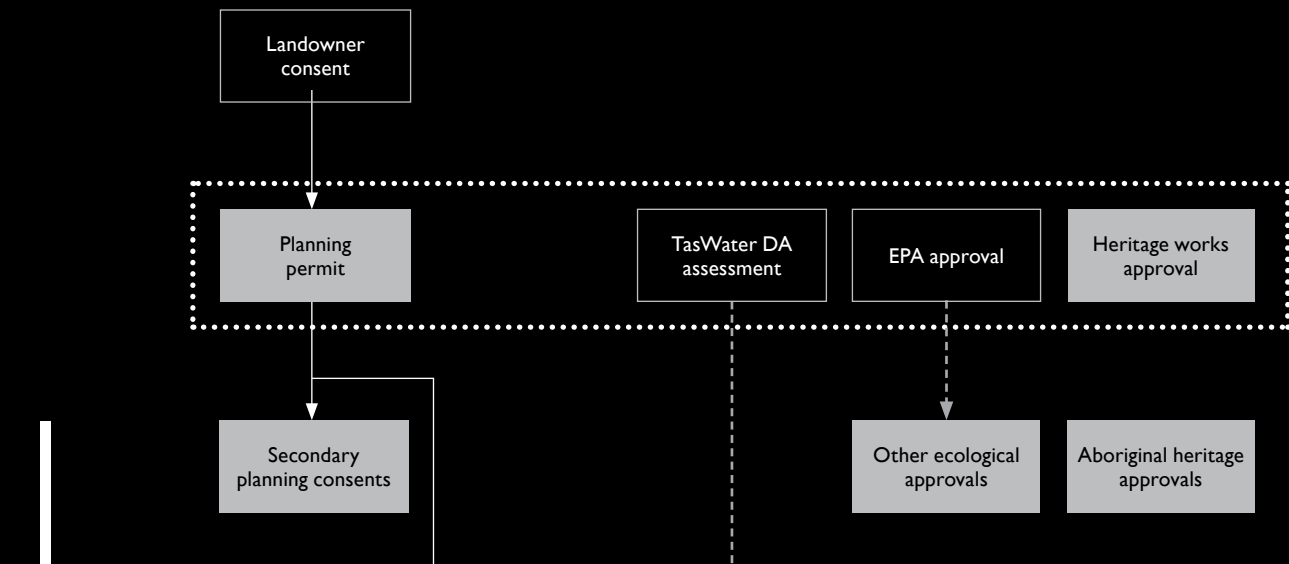 Landowner
consent
Planning
permit
TasWater DA
assessment
EPA approval
Heritage works
approval
Secondary
planning consents
Other ecological
approvals
Aboriginal heritage
approvals